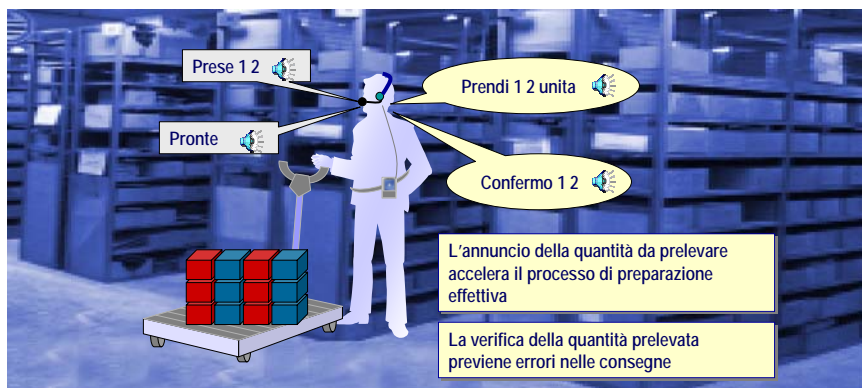 Prese 1 2
Prendi 1 2 unita
Pronte
Confermo 1 2
L'annuncio della quantità da prelevare
accelera il processo di preparazione
effettiva
La verifica della quantità prelevata
previene errori nelle consegne